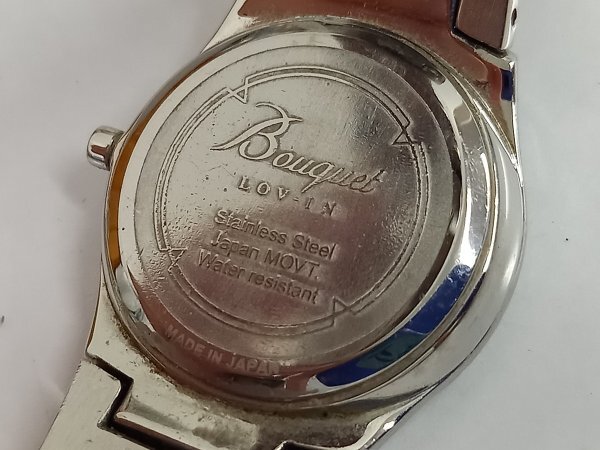 Bouquet
LOV-IN
Stainless Steel
Japan MOVT.
Water resistant
MADE IN JAPAN